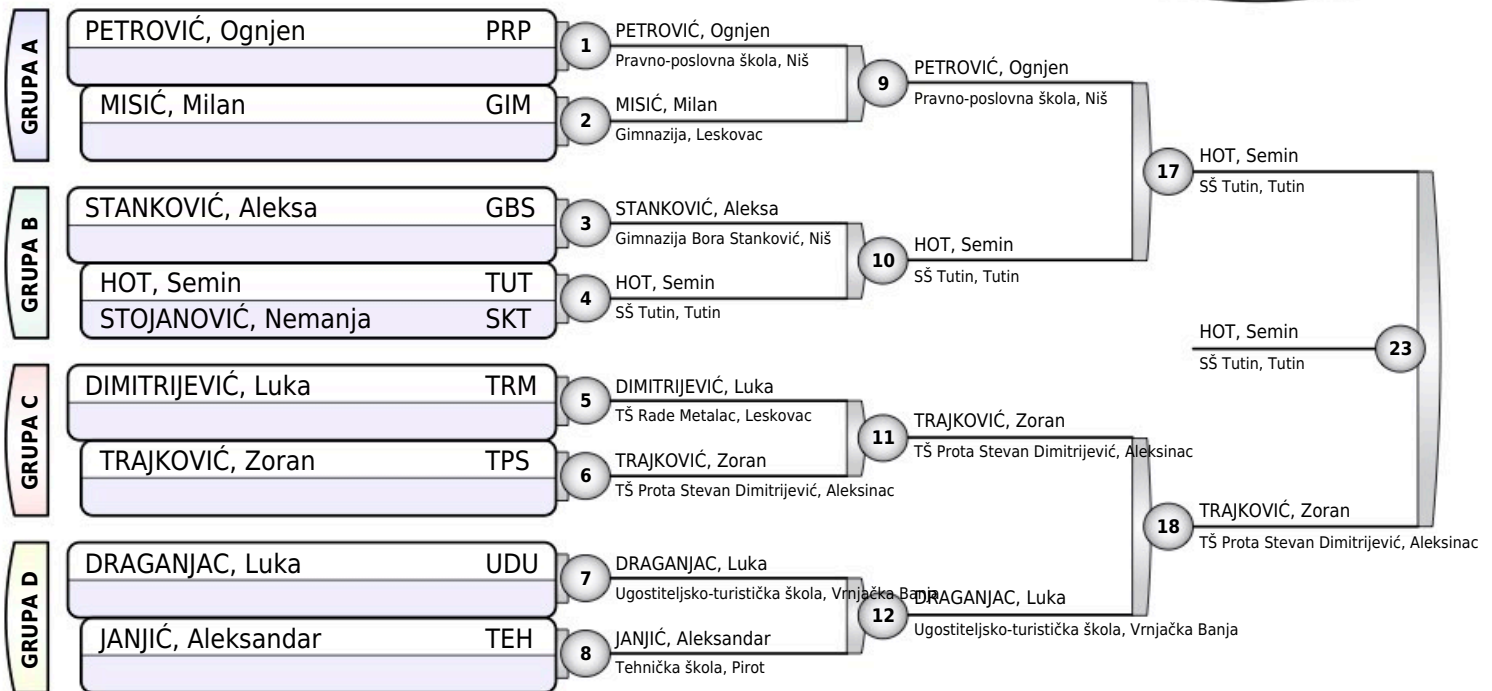 GRUPA A
PETROVIĆ, Ognjen PRP
MISIĆ, Milan GIM
GRUPA B
STANKOVIĆ, Aleksa GBS
HOT, Semin TUT
STOJANOVIĆ, Nemanja SKT
GRUPA C
DIMITRIJEVIĆ, Luka TRM
TRAJKOVIĆ, Zoran TPS
GRUPA D
DRAGANJAC, Luka UDU
JANJIĆ, Aleksandar TEH
1
PETROVIĆ, Ognjen
Pravno-poslovna škola, Niš
2
MISIĆ, Milan
Gimnazija, Leskovac
3
STANKOVIĆ, Aleksa
Gimnazija Bora Stanković, Niš
4
HOT, Semin
SŠ Tutin, Tutin
5
DIMITRIJEVIĆ, Luka
TŠ Rade Metalac, Leskovac
6
TRAJKOVIĆ, Zoran
TŠ Prota Stevan Dimitrijević, Aleksinac
7
DRAGANJAC, Luka
Ugostiteljsko-turistička škola, Vrnjačka Banja
8
JANJIĆ, Aleksandar
Tehnička škola, Pirot
9
PETROVIĆ, Ognjen
Pravno-poslovna škola, Niš
10
HOT, Semin
SŠ Tutin, Tutin
11
TRAJKOVIĆ, Zoran
TŠ Prota Stevan Dimitrijević, Aleksinac
12
DRAGANJAC, Luka
Ugostiteljsko-turistička škola, Vrnjačka Banja
17
HOT, Semin
SŠ Tutin, Tutin
18
TRAJKOVIĆ, Zoran
TŠ Prota Stevan Dimitrijević, Aleksinac
HOT, Semin
SŠ Tutin, Tutin
23